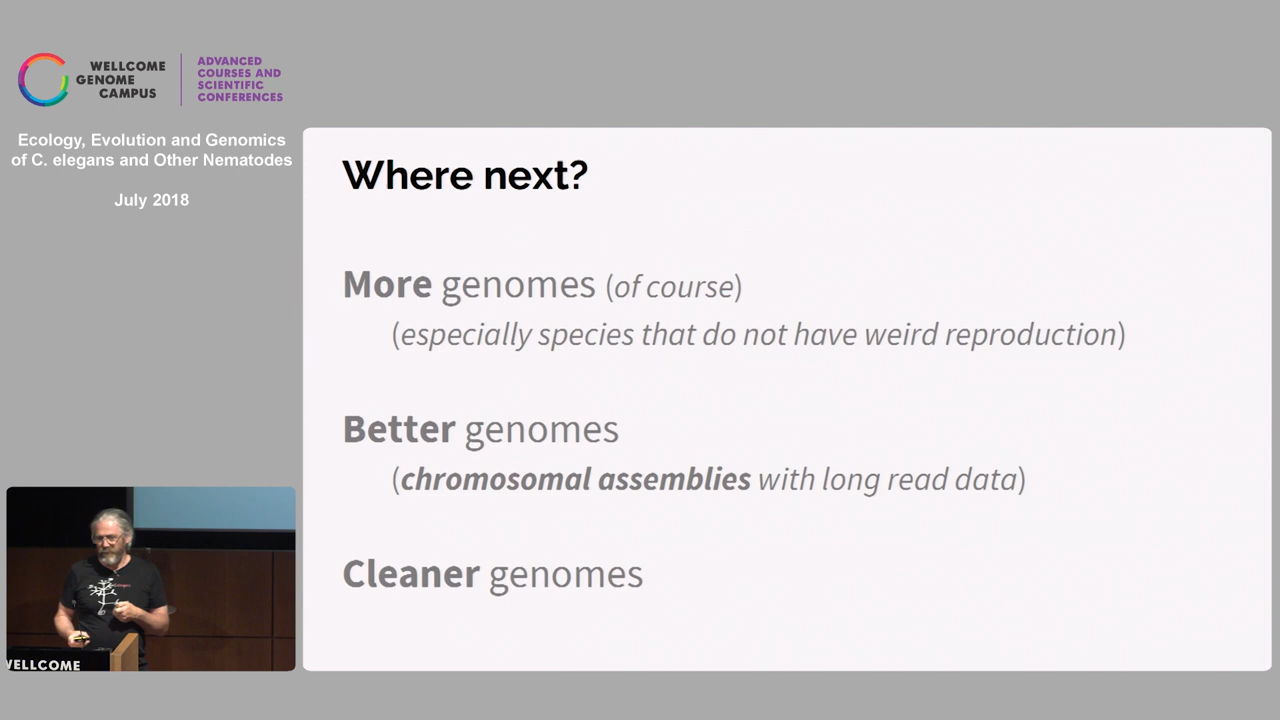 WELLCOME
GENOME
CAMPUS
ADVANCED
COURSES AND
SCIENTIFIC
CONFERENCES
Ecology, Evolution and Genomics
of C. elegans and Other Nematodes
July 2018
Where next?
More genomes (of course)
(especially species that do not have weird reproduction)
Better genomes
(chromosomal assemblies with long read data)
Cleaner genomes
WELLCOME